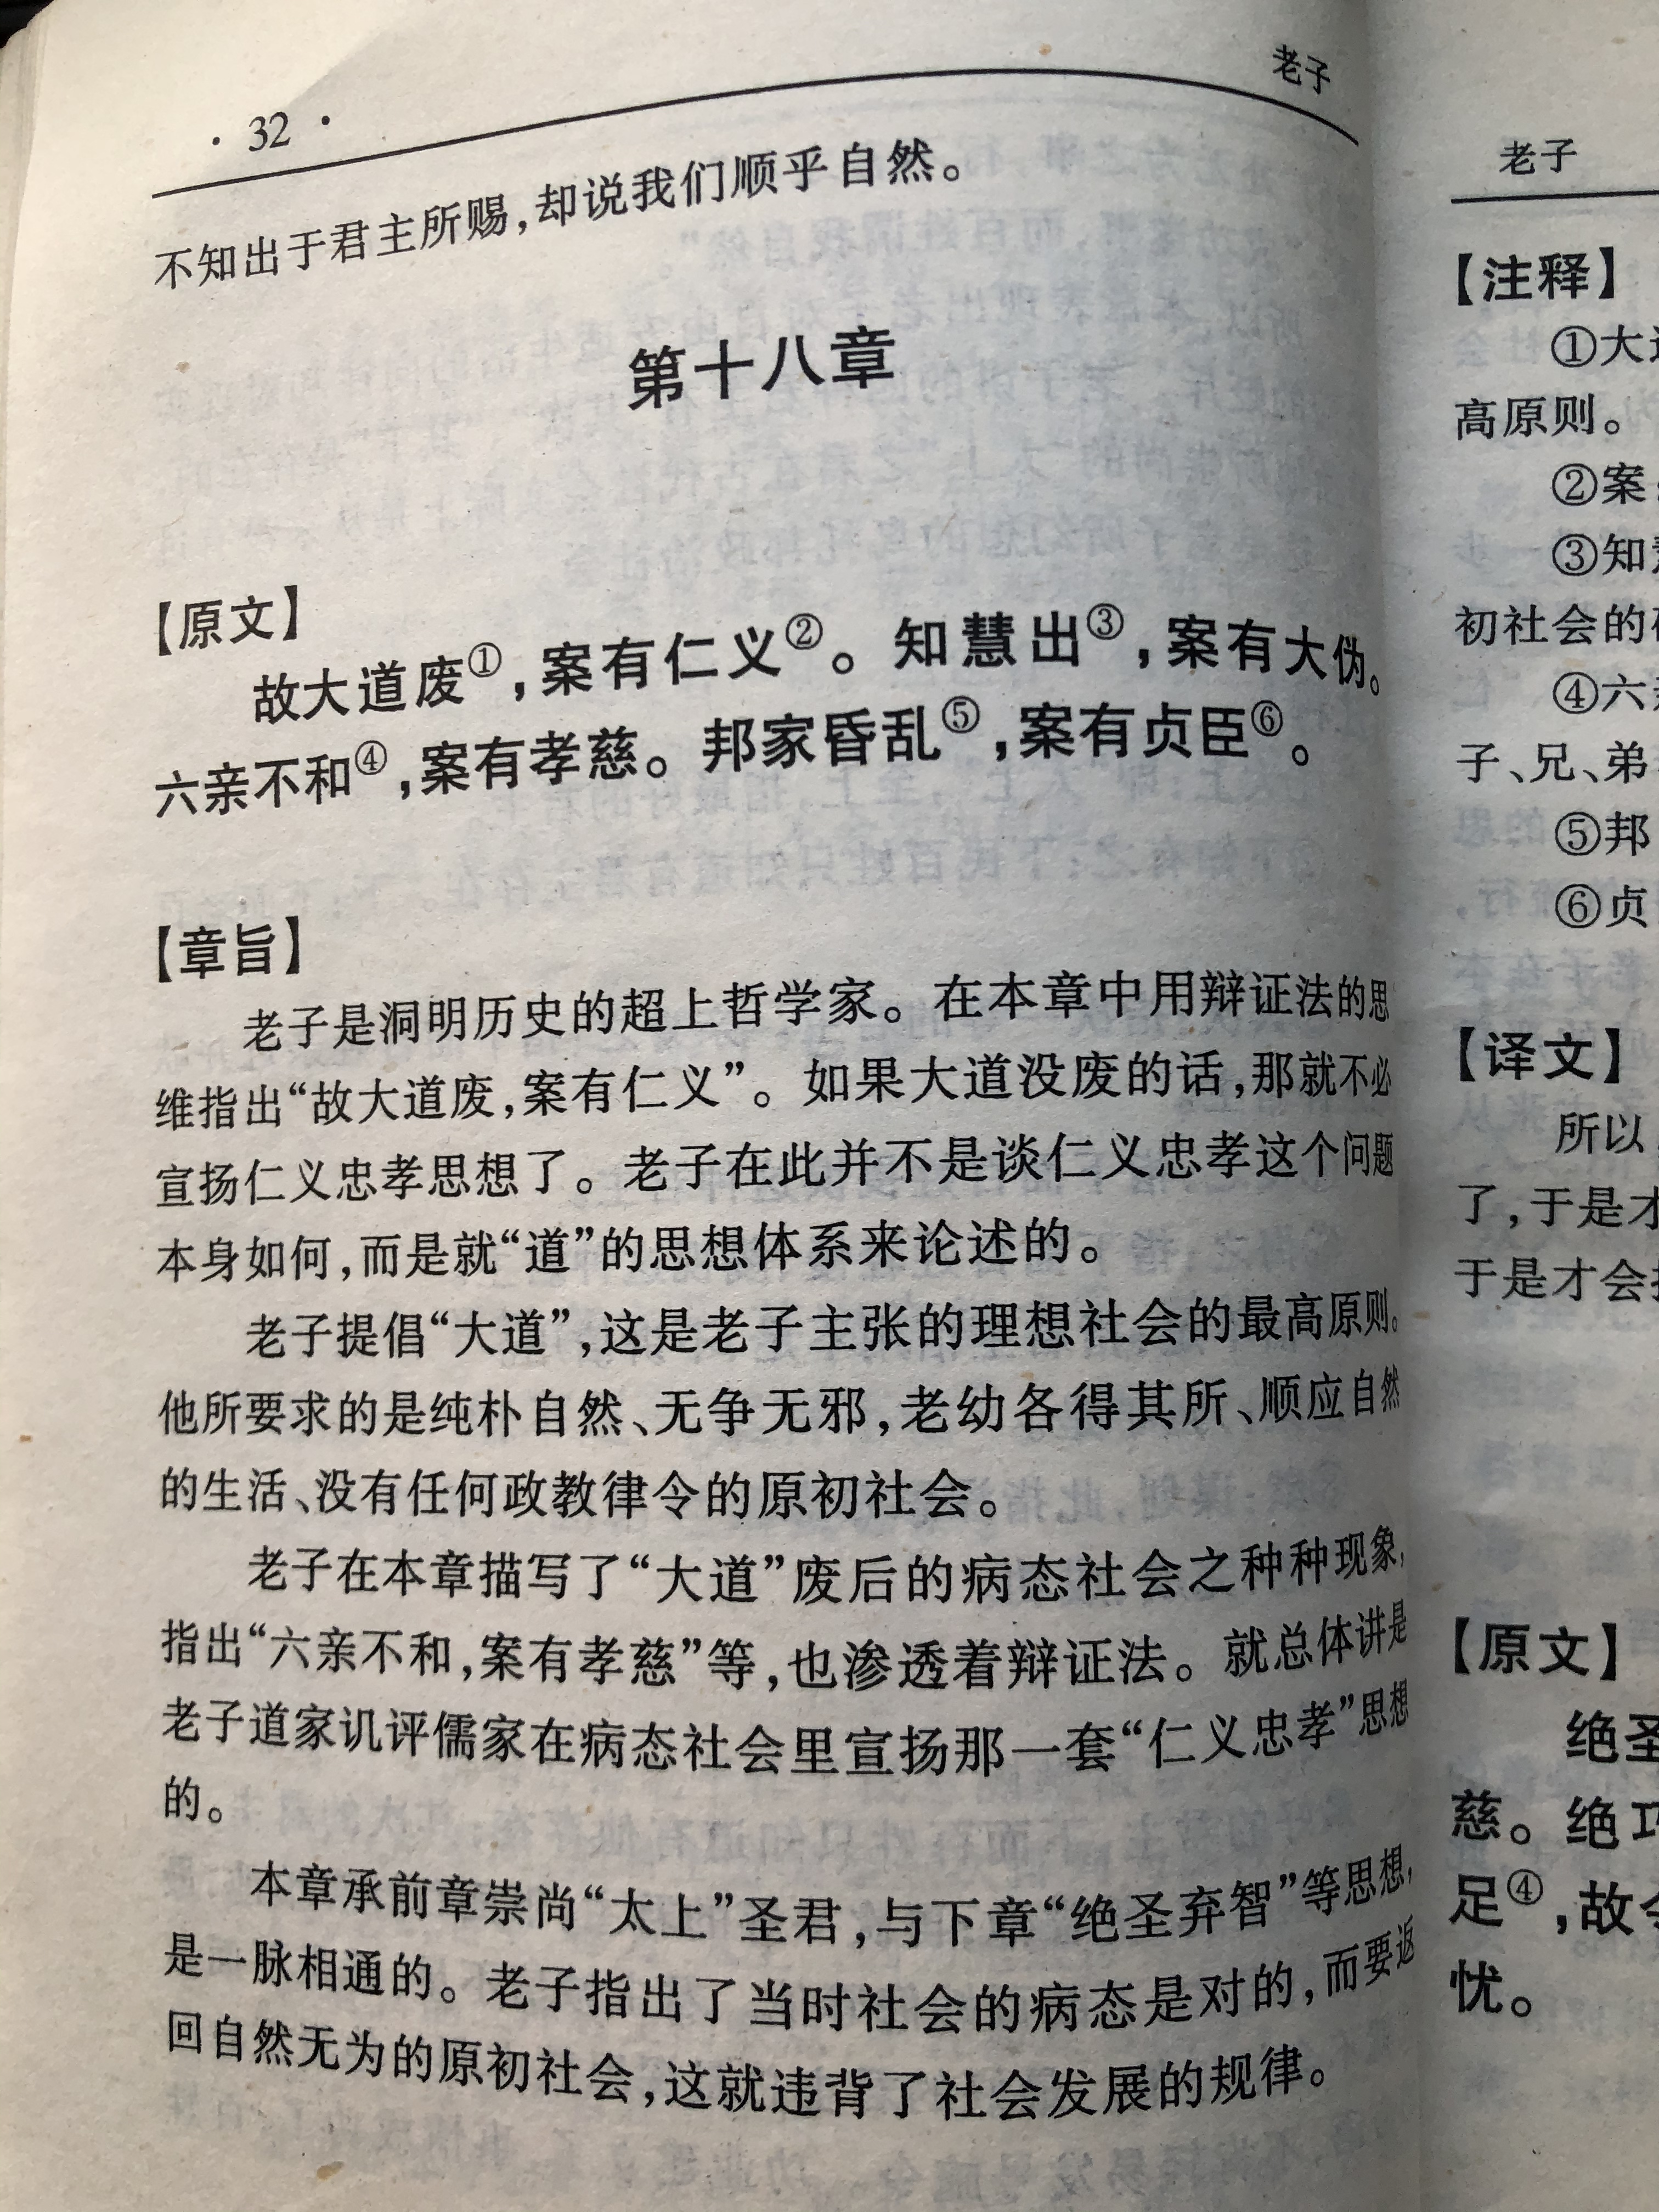 · 32 ·
老子
不知出于君主所赐,却说我们顺乎自然。
第十八章
【原文】
故大道废①,案有仁义②。知慧出③,案有大伪。
六亲不和④,案有孝慈。邦家昏乱⑤,案有贞臣⑥。
【章旨】
老子是洞明历史的超上哲学家。在本章中用辩证法的思
维指出“故大道废,案有仁义”。如果大道没废的话,那就不必
宣扬仁义忠孝思想了。老子在此并不是谈仁义忠孝这个问题
本身如何,而是就“道”的思想体系来论述的。
老子提倡“大道”,这是老子主张的理想社会的最高原则。
他所要求的是纯朴自然、无争无邪,老幼各得其所、顺应自然
的生活、没有任何政教律令的原初社会。
老子在本章描写了“大道”废后的病态社会之种种现象,
指出“六亲不和,案有孝慈”等,也渗透着辩证法。就总体讲是
老子道家讥评儒家在病态社会里宣扬那一套“仁义忠孝”思想
的。
本章承前章崇尚“太上”圣君,与下章“绝圣弃智”等思想,
是一脉相通的。老子指出了当时社会的病态是对的,而要返
回自然无为的原初社会,这就违背了社会发展的规律。
老子
【注释】
①大道
高原则。
②案
③知慧
初社会的
④六亲
子、兄、弟
⑤邦
⑥贞
【译文】
所以
了,于是才
于是才会
【原文】
绝圣
慈。绝巧
足④,故令
忧。